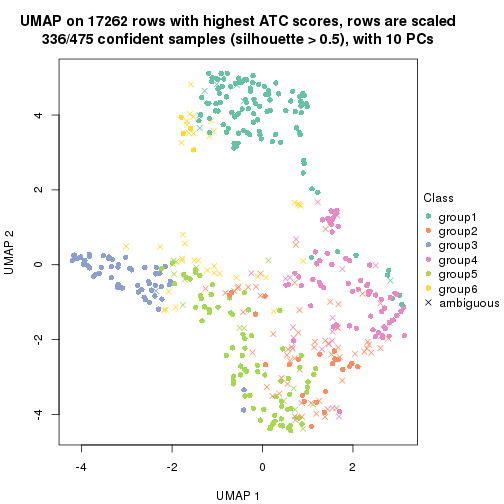 UMAP on 17262 rows with highest ATC scores, rows are scaled
336/475 confident samples (silhouette > 0.5), with 10 PCs
4
2
0
-2
-4
UMAP 2
-4
-2
0
2
UMAP 1
Class
group1
group2
group3
group4
group5
group6
ambiguous